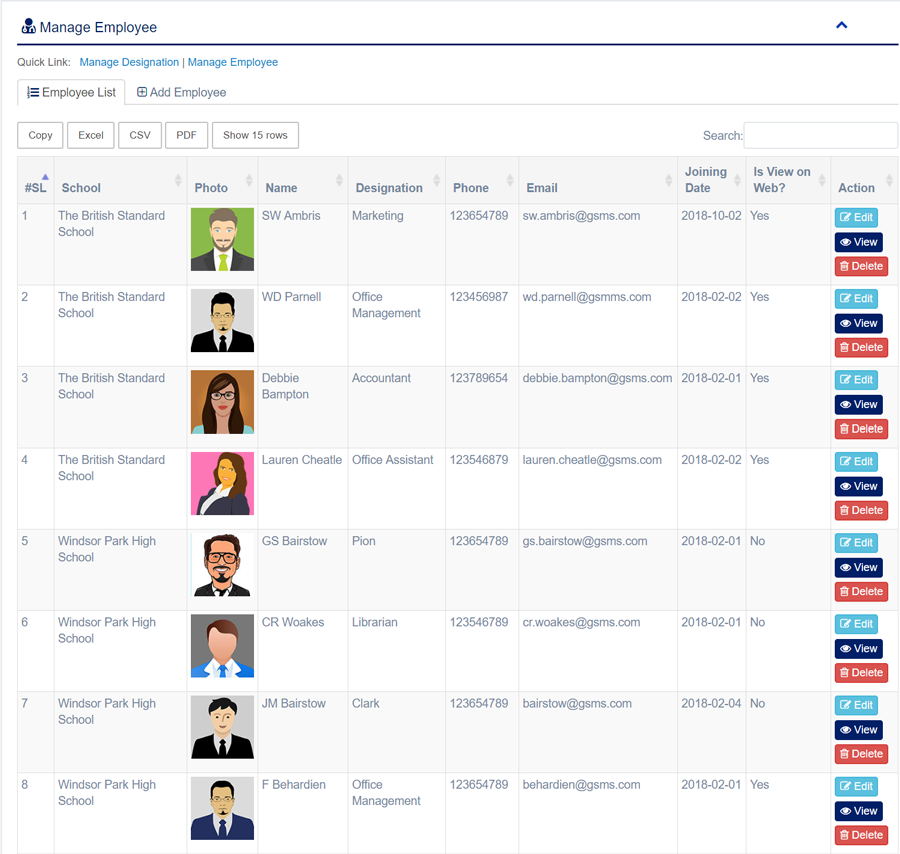 Manage Employee
Quick Link: Manage Designation | Manage Employee
Employee List Add Employee
Copy Excel CSV PDF Show 15 rows Search:
#SL School Photo Name Designation Phone Email Joining Date Is View on Web? Action
1 The British Standard School SW Ambris Marketing 123654789 sw.ambris@gsms.com 2018-10-02 Yes Edit
View
Delete
2 The British Standard School WD Parnell Office Management 123456987 wd.parnell@gsmms.com 2018-02-02 Yes Edit
View
Delete
3 The British Standard School Debbie Bampton Accountant 123789654 debbie.bampton@gsms.com 2018-02-01 Yes Edit
View
Delete
4 The British Standard School Lauren Cheatle Office Assistant 123546879 lauren.cheatle@gsms.com 2018-02-02 Yes Edit
View
Delete
5 Windsor Park High School GS Bairstow Pion 123654789 gs.bairstow@gsms.com 2018-02-01 No Edit
View
Delete
6 Windsor Park High School CR Woakes Librarian 123546789 cr.woakes@gsms.com 2018-02-01 No Edit
View
Delete
7 Windsor Park High School JM Bairstow Clark 123654789 bairstow@gsms.com 2018-02-04 No Edit
View
Delete
8 Windsor Park High School F Behardien Office Management 123654789 behardien@gsms.com 2018-02-01 Yes Edit
View
Delete